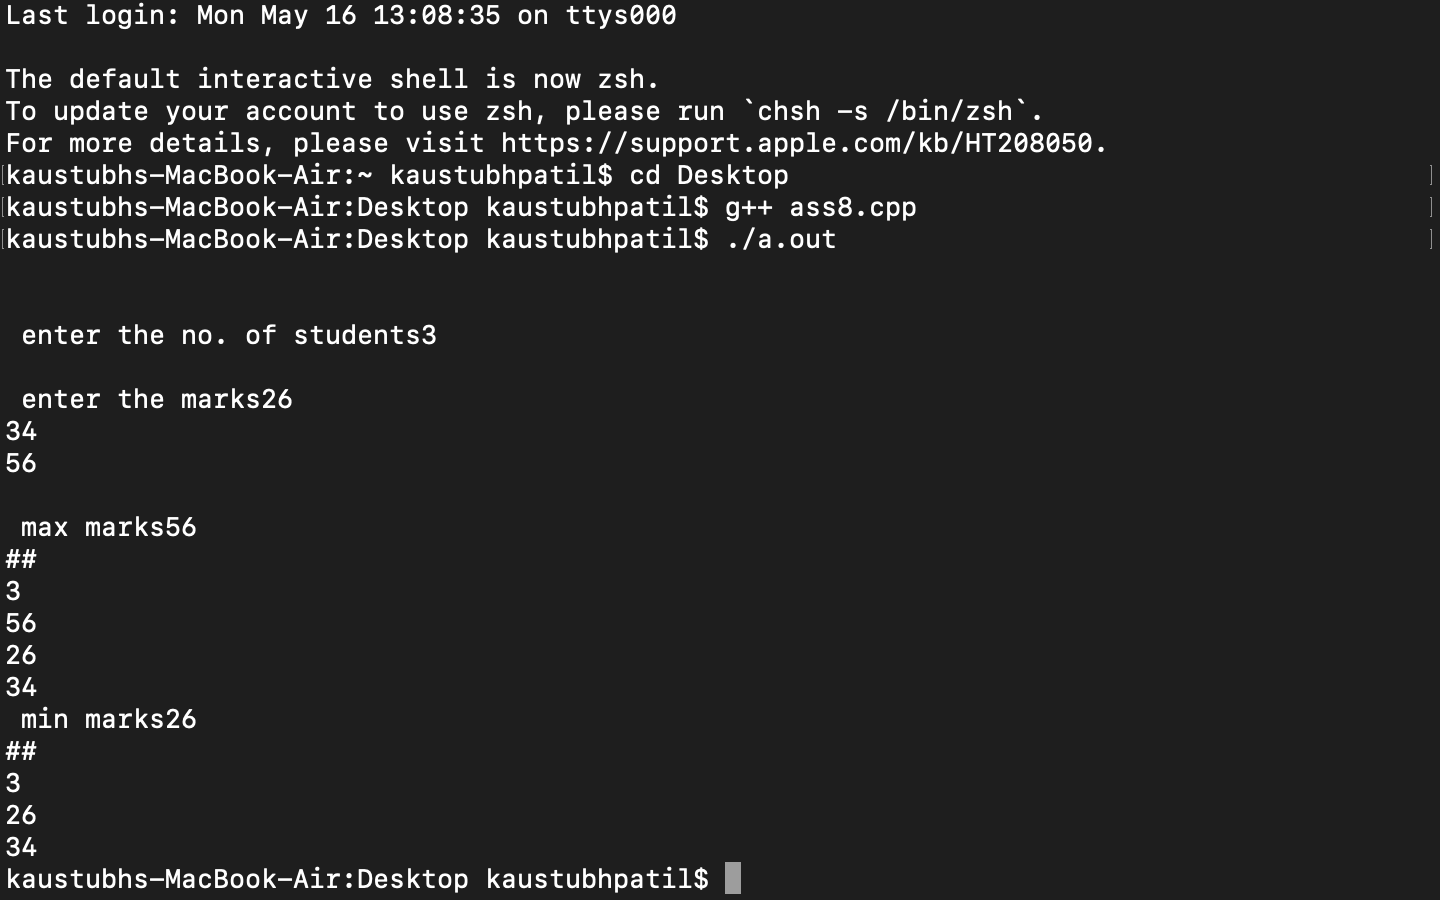 Last login: Mon May 16 13:08:35 on ttys000
The default interactive shell is now zsh.
To update your account to use zsh, please run `chsh -s /bin/zsh`.
For more details, please visit https://support.apple.com/kb/HT208050.
[kaustubhs-MacBook-Air:~ kaustubhpatil$ cd Desktop ]
[kaustubhs-MacBook-Air:Desktop kaustubhpatil$ g++ ass8.cpp ]
[kaustubhs-MacBook-Air:Desktop kaustubhpatil$ ./a.out ]
enter the no. of students3
enter the marks26
34
56
max marks56
##
3
56
26
34
min marks26
##
3
26
34
kaustubhs-MacBook-Air:Desktop kaustubhpatil$